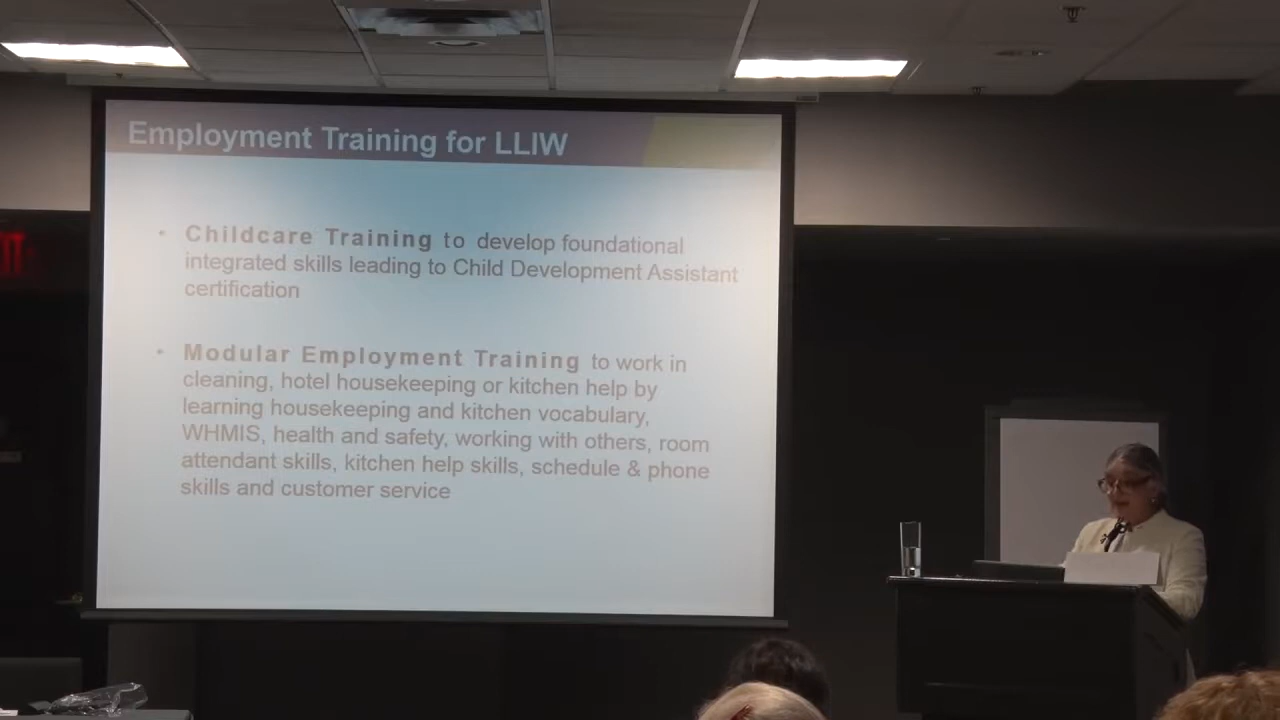 Employment Training for LLIW
• Childcare Training to develop foundational
integrated skills leading to Child Development Assistant
certification
• Modular Employment Training to work in
cleaning, hotel housekeeping or kitchen help by
learning housekeeping and kitchen vocabulary,
WHMIS, health and safety, working with others, room
attendant skills, kitchen help skills, schedule & phone
skills and customer service